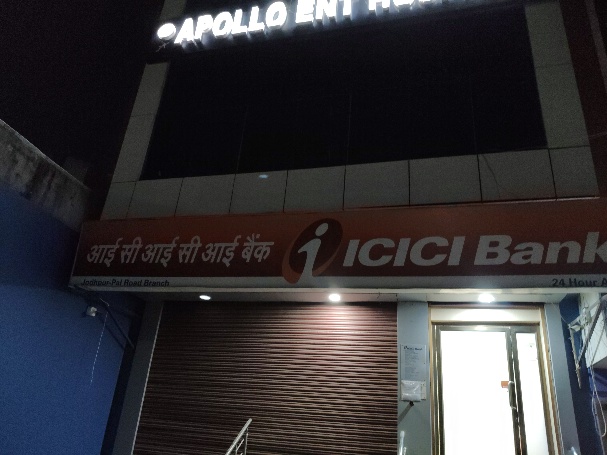 APOLLO ENT
आई सी आई सी आई बैंक ICICI Bank
Jodhpur-Pal Road Branch
24 Hour